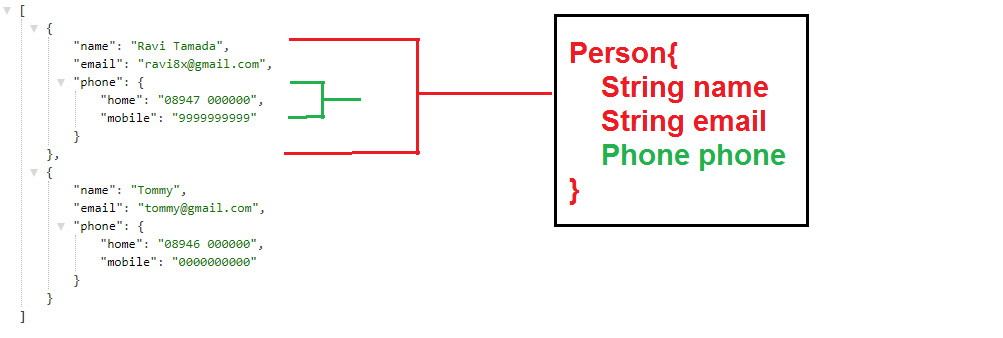 [
{
"name": "Ravi Tamada",
"email": "ravi8x@gmail.com",
"phone": {
"home": "08947 000000",
"mobile": "9999999999"
}
},
{
"name": "Tommy",
"email": "tommy@gmail.com",
"phone": {
"home": "08946 000000",
"mobile": "0000000000"
}
}
]
Person{
String name
String email
Phone phone
}